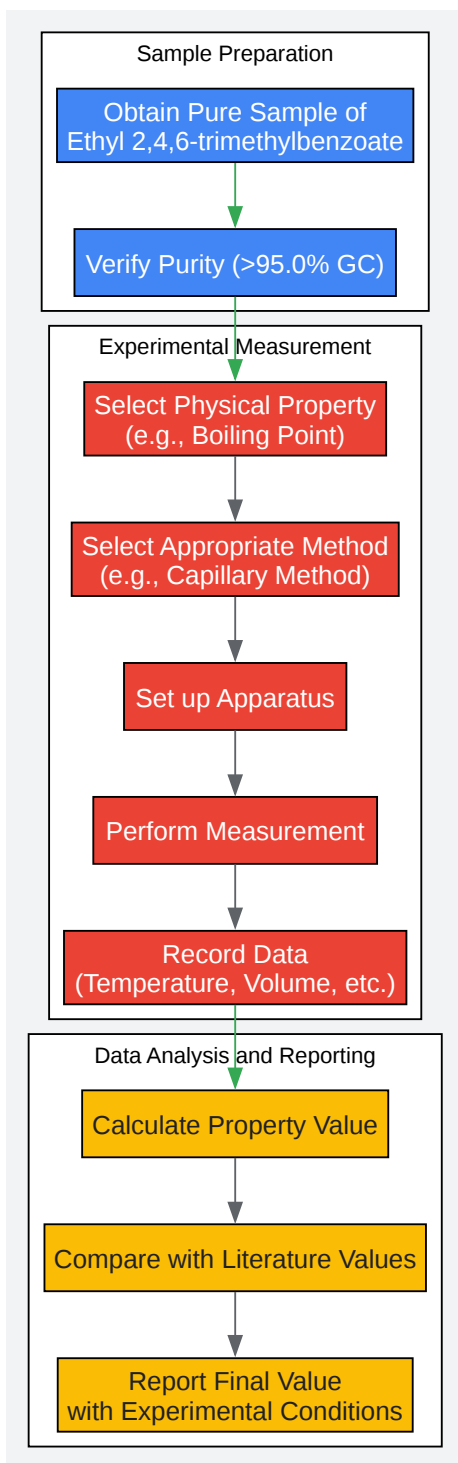 Sample Preparation
Obtain Pure Sample of
Ethyl 2,4,6-trimethylbenzoate
Verify Purity (>95.0% GC)
Experimental Measurement
Select Physical Property
(e.g., Boiling Point)
Select Appropriate Method
(e.g., Capillary Method)
Set up Apparatus
Perform Measurement
Record Data
(Temperature, Volume, etc.)
Data Analysis and Reporting
Calculate Property Value
Compare with Literature Values
Report Final Value
with Experimental Conditions